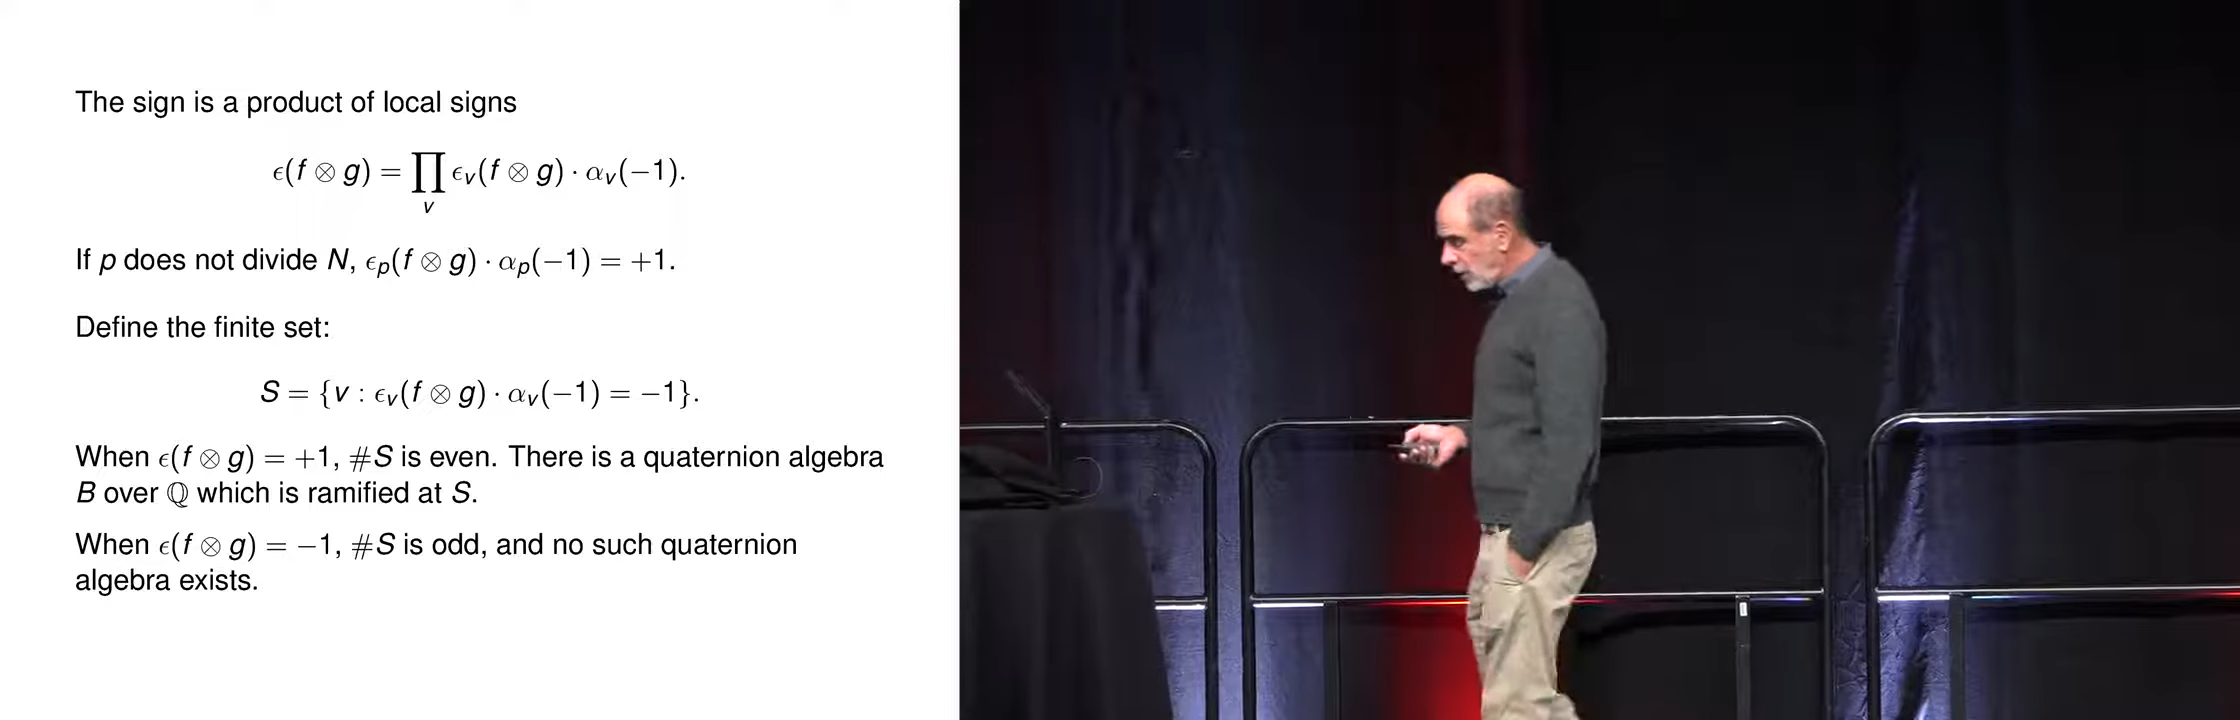 The sign is a product of local signs
ϵ(f ⊗ g) = ∏_v ϵ_v(f ⊗ g) · α_v(−1).
If p does not divide N, ϵ_p(f ⊗ g) · α_p(−1) = +1.
Define the finite set:
S = {v : ϵ_v(f ⊗ g) · α_v(−1) = −1}.
When ϵ(f ⊗ g) = +1, #S is even. There is a quaternion algebra
B over ℚ which is ramified at S.
When ϵ(f ⊗ g) = −1, #S is odd, and no such quaternion
algebra exists.